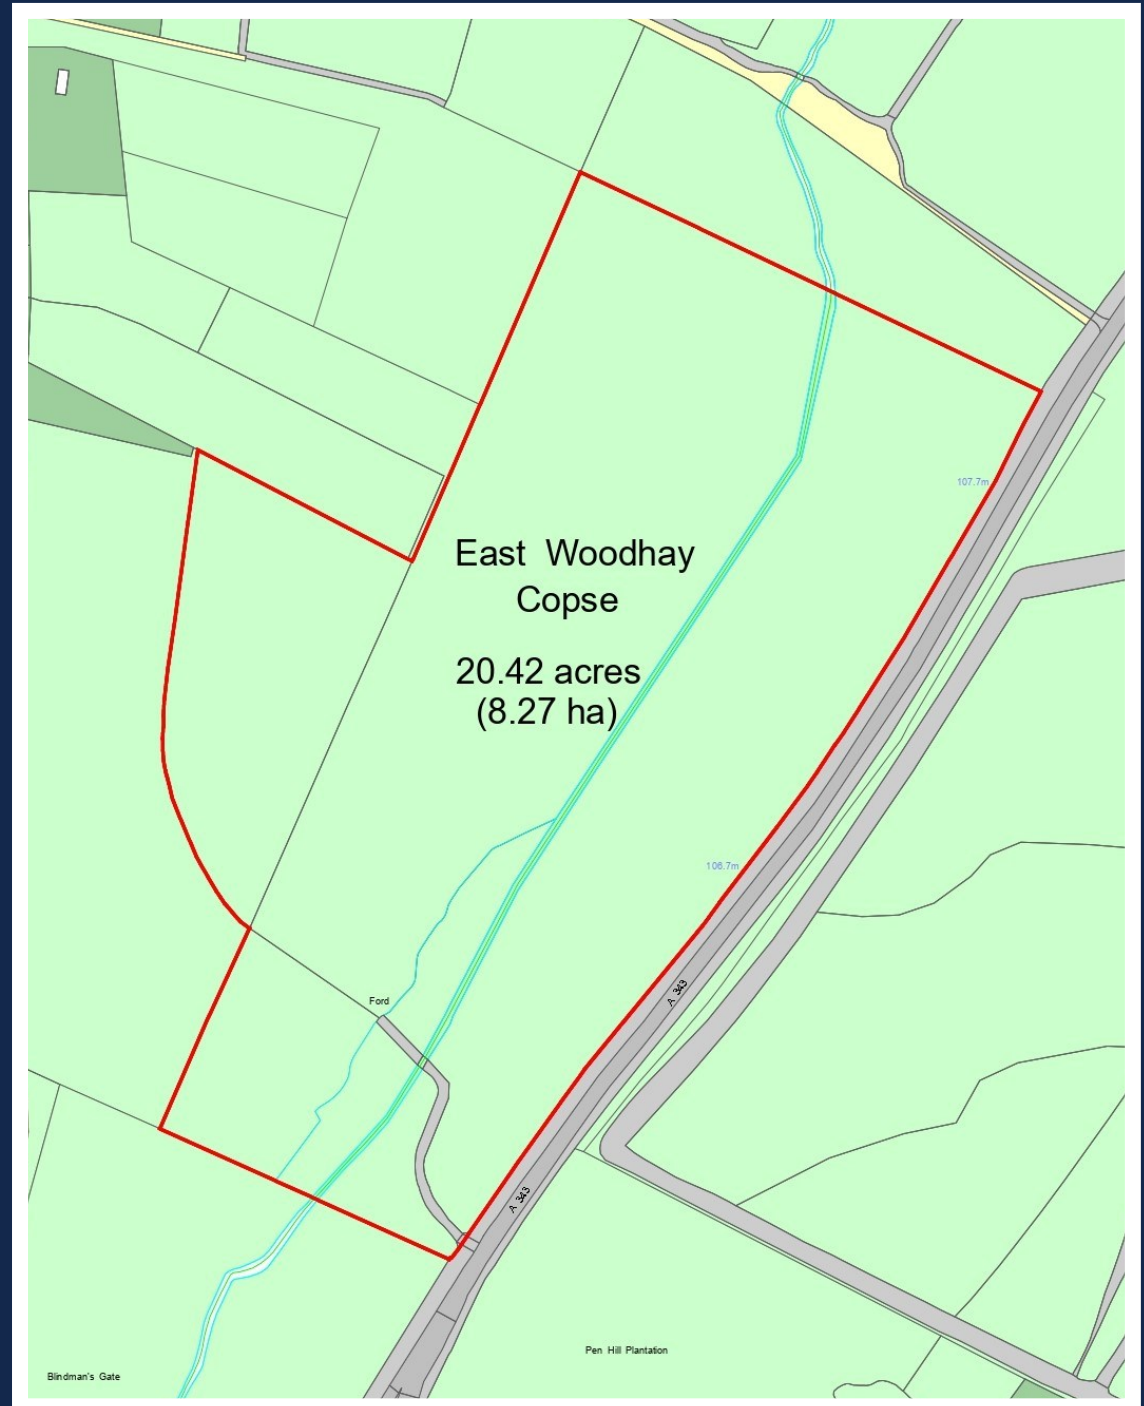 107.7m
East Woodhay
Copse
20.42 acres
(8.27 ha)
106.7m
A 343
Ford
A 343
Pen Hill Plantation
Blindman's Gate